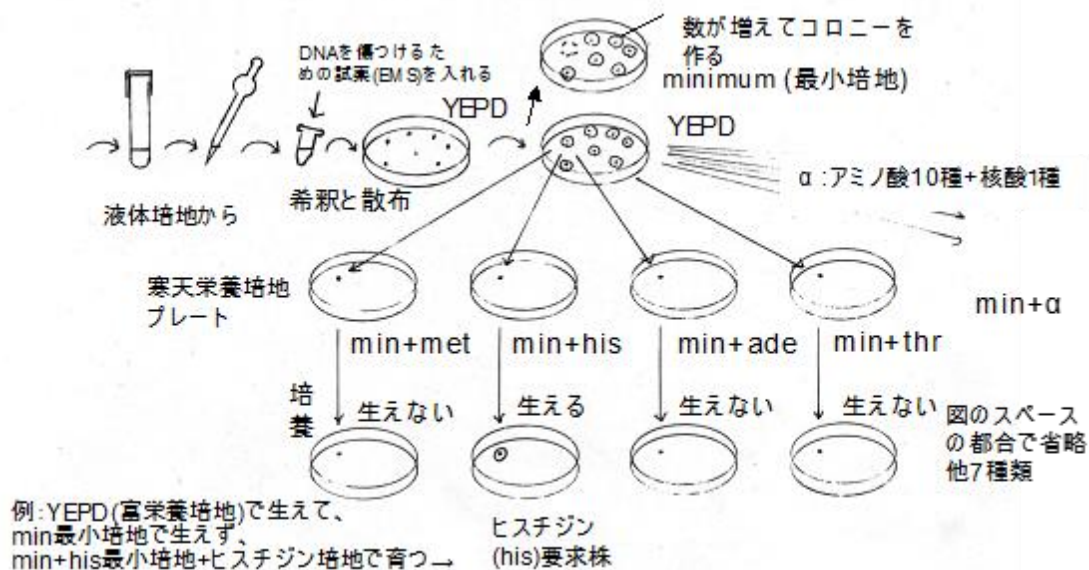 数が増えてコロニーを
作る
minimum (最小培地)
DNAを傷つけるた
めの試薬(EMS)を入れる
YEPD
YEPD
α:アミノ酸10種+核酸1種
液体培地から
希釈と散布
寒天栄養培地
プレート
min+α
min+met
min+his
min+ade
min+thr
培
養
生えない
生える
生えない
生えない
図のスペース
の都合で省略
他7種類
例:YEPD(富栄養培地)で生えて、
min最小培地で生えず、
min+his最小培地+ヒスチジン培地で育つ→
ヒスチジン
(his)要求株